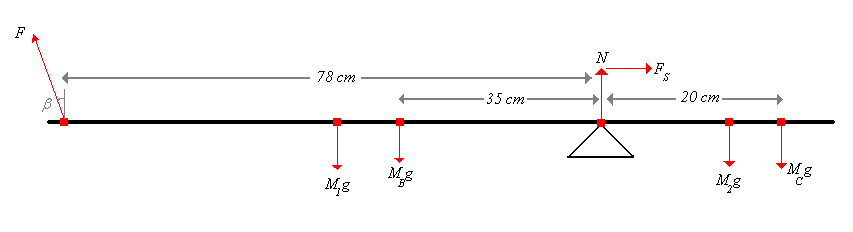 F
N
78 cm
F_S
β
35 cm
20 cm
M_1g
M_Bg
M_2g
M_Cg